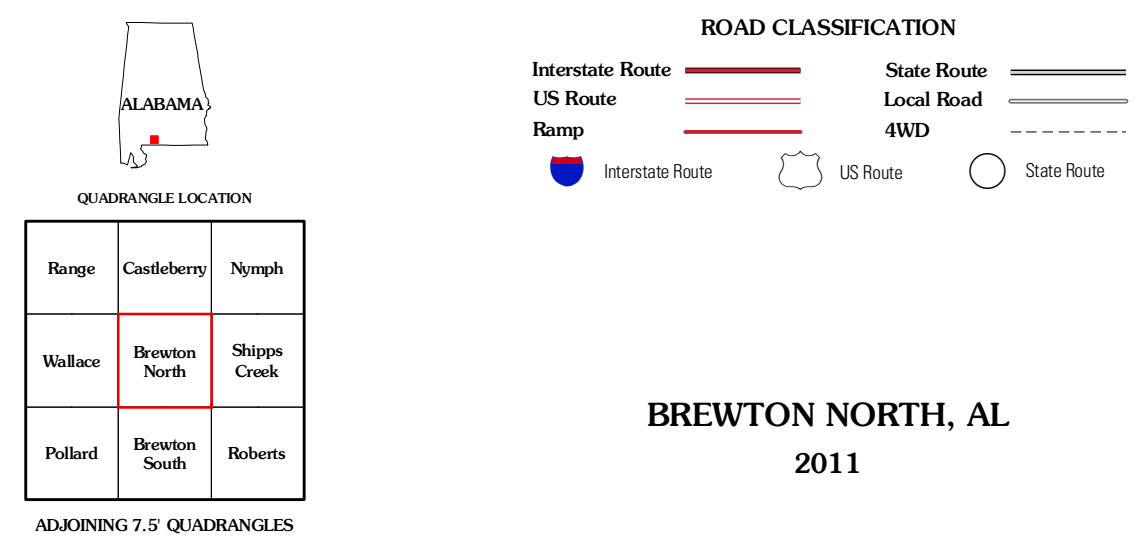 ALABAMA
QUADRANGLE LOCATION
Range Castleberry Nymph
Wallace Brewton North Shipps Creek
Pollard Brewton South Roberts
ADJOINING 7.5' QUADRANGLES
ROAD CLASSIFICATION
Interstate Route State Route
US Route Local Road
Ramp 4WD
Interstate Route US Route State Route
BREWTON NORTH, AL
2011